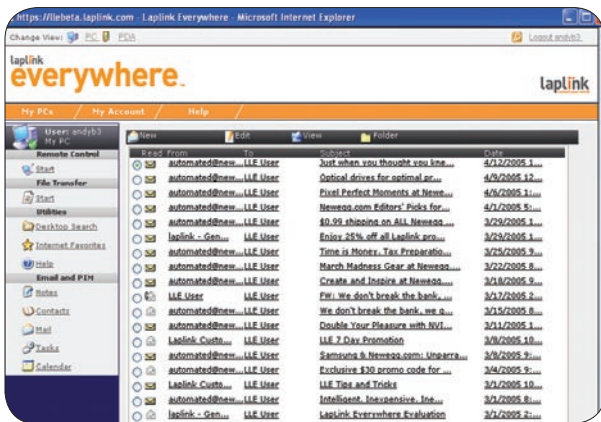 https://llebeta.laplink.com - Laplink Everywhere - Microsoft Internet Explorer
Change View: PC PDA Logout andyb3
laplink
everywhere.
laplink
My PCs / My Account / Help /
User: andyb3
My PC
Remote Control
Start
File Transfer
Start
Utilities
Desktop Search
Internet Favorites
Help
Email and PIM
Notes
Contacts
Mail
Tasks
Calendar
New Edit View Folder
Read From To Subject Date
automated@new... LLE User Just when you thought you kne... 4/12/2005 1...
automated@new... LLE User Optical drives for optimal pr... 4/9/2005 12...
automated@new... LLE User Pixel Perfect Moments at Newe... 4/6/2005 1:...
automated@new... LLE User Newegg.com Editors' Picks for... 4/1/2005 5:...
automated@new... LLE User $0.99 shipping on ALL Newegg ... 3/29/2005 1...
laplink - Gen... LLE User Enjoy 25% off all Laplink pro... 3/29/2005 1...
automated@new... LLE User Time is Money. Tax Preparatio... 3/25/2005 9...
automated@new... LLE User March Madness Gear at Newegg.... 3/22/2005 8...
automated@new... LLE User Create and Inspire at Newegg.... 3/18/2005 9...
LLE User LLE User FW: We don't break the bank, ... 3/17/2005 2...
automated@new... LLE User We don't break the bank, we g... 3/15/2005 8...
automated@new... LLE User Double Your Pleasure with NVI... 3/11/2005 1...
Laplink Custo... LLE User LLE 7 Day Promotion 3/8/2005 10...
automated@new... LLE User Samsung & Newegg.com: Unparra... 3/8/2005 9:...
automated@new... LLE User Exclusive $30 promo code for ... 3/4/2005 9:...
Laplink Custo... LLE User LLE Tips and Tricks 3/1/2005 10...
automated@new... LLE User Intelligent. Inexpensive. Ine... 3/1/2005 8:...
laplink - Gen... LLE User LapLink Everywhere Evaluation 3/1/2005 2:...